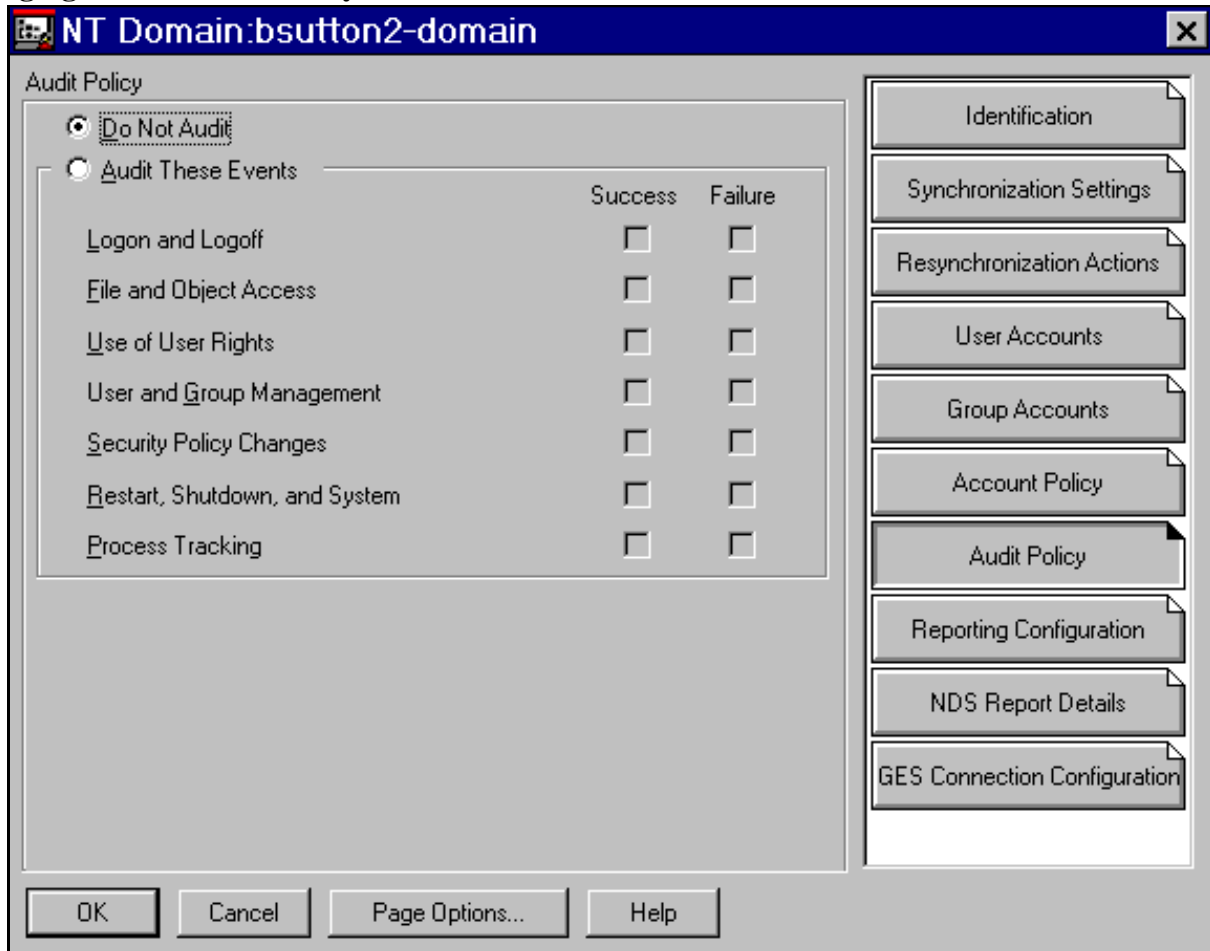 NT Domain:bsutton2-domain
Audit Policy
Do Not Audit
Audit These Events
Success Failure
Logon and Logoff
File and Object Access
Use of User Rights
User and Group Management
Security Policy Changes
Restart, Shutdown, and System
Process Tracking
Identification
Synchronization Settings
Resynchronization Actions
User Accounts
Group Accounts
Account Policy
Audit Policy
Reporting Configuration
NDS Report Details
GES Connection Configuration
OK Cancel Page Options... Help